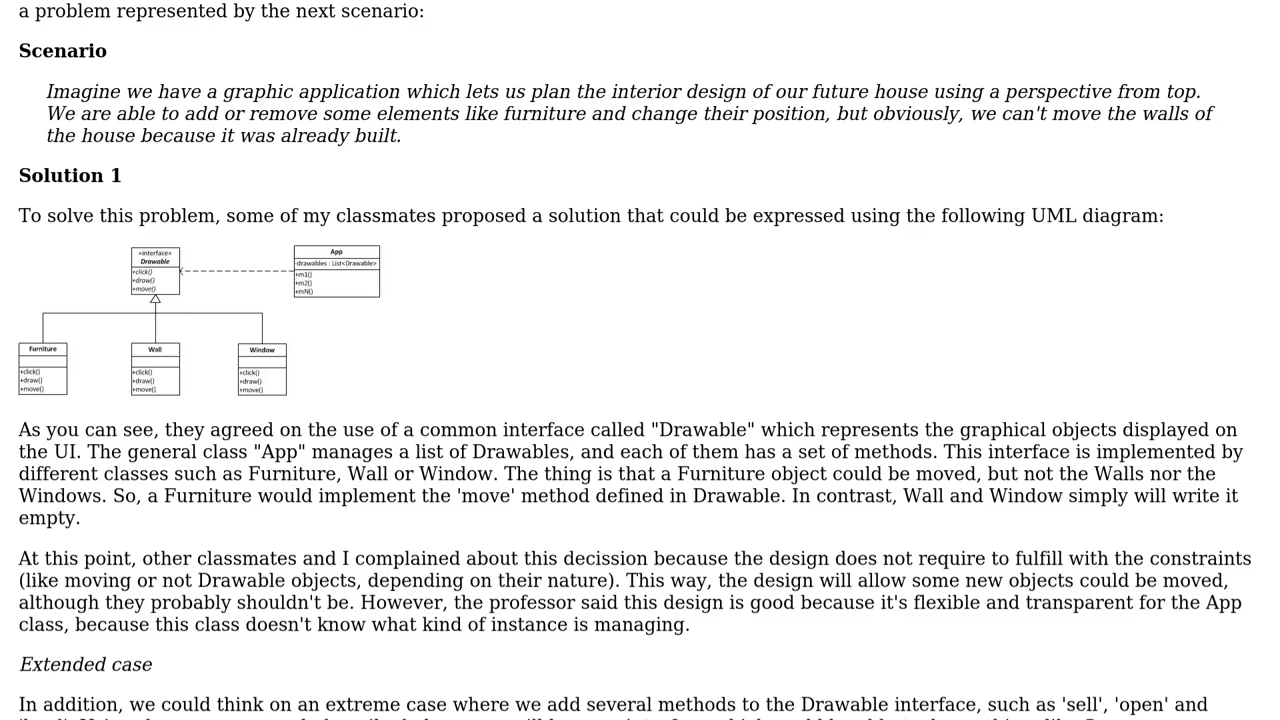 a problem represented by the next scenario:
Scenario
Imagine we have a graphic application which lets us plan the interior design of our future house using a perspective from top.
We are able to add or remove some elements like furniture and change their position, but obviously, we can't move the walls of
the house because it was already built.
Solution 1
To solve this problem, some of my classmates proposed a solution that could be expressed using the following UML diagram:
«interface»
Drawable
+click()
+draw()
+move()
App
-drawables : List<Drawable>
+m1()
+m2()
+mN()
Furniture
+click()
+draw()
+move()
Wall
+click()
+draw()
+move()
Window
+click()
+draw()
+move()
As you can see, they agreed on the use of a common interface called "Drawable" which represents the graphical objects displayed on
the UI. The general class "App" manages a list of Drawables, and each of them has a set of methods. This interface is implemented by
different classes such as Furniture, Wall or Window. The thing is that a Furniture object could be moved, but not the Walls nor the
Windows. So, a Furniture would implement the 'move' method defined in Drawable. In contrast, Wall and Window simply will write it
empty.
At this point, other classmates and I complained about this decission because the design does not require to fulfill with the constraints
(like moving or not Drawable objects, depending on their nature). This way, the design will allow some new objects could be moved,
although they probably shouldn't be. However, the professor said this design is good because it's flexible and transparent for the App
class, because this class doesn't know what kind of instance is managing.
Extended case
In addition, we could think on an extreme case where we add several methods to the Drawable interface, such as 'sell', 'open' and